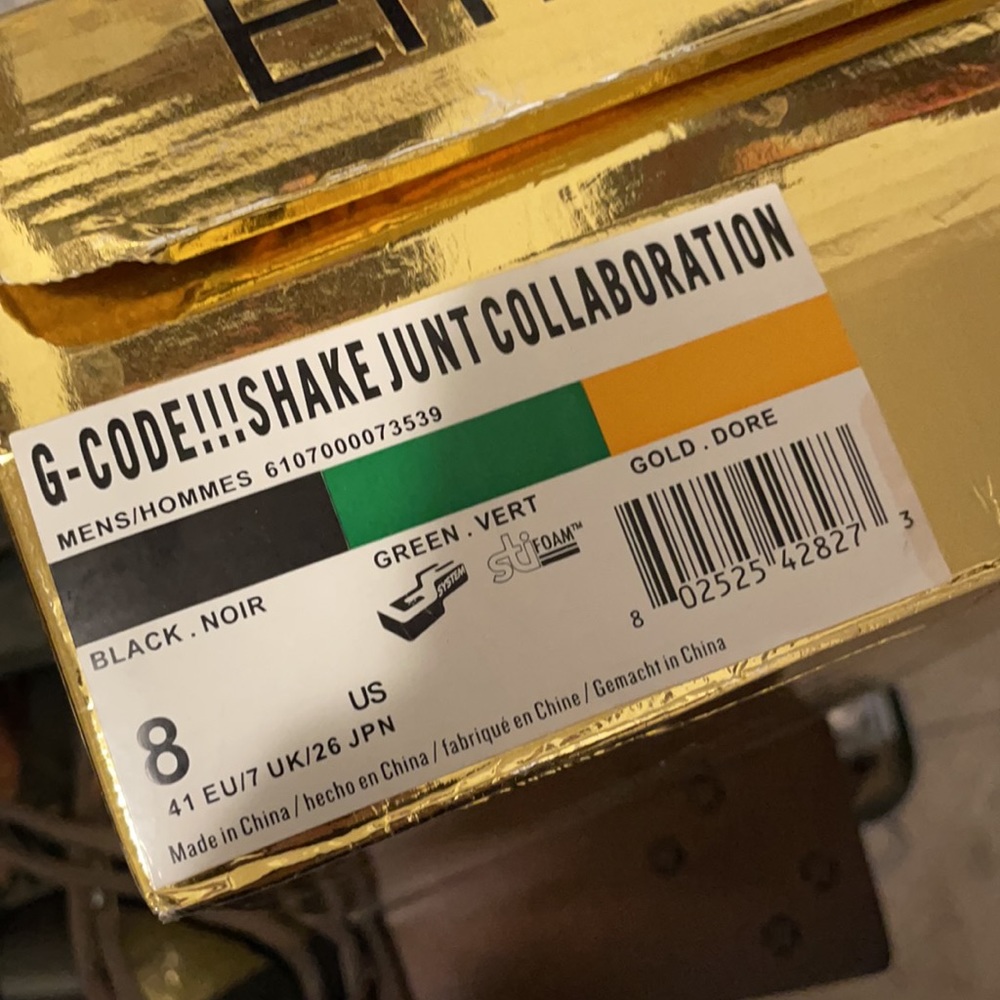 G-CODE!!!SHAKE JUNT COLLABORATION
MENS/HOMMES 6107000073539
BLACK . NOIR
GREEN . VERT
GOLD . DORE
SYSTEM
sti FOAM™
8 02525 42827 3
8 US
41 EU/7 UK/26 JPN
Made in China / hecho en China / fabriqué en Chine / Gemacht in China